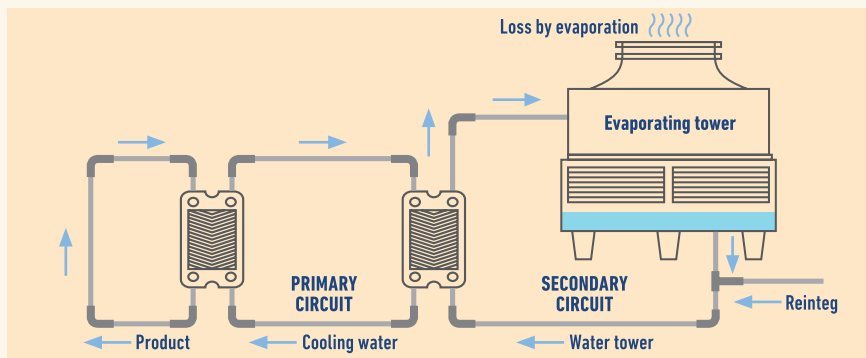 Loss by evaporation
Evaporating tower
PRIMARY
CIRCUIT
SECONDARY
CIRCUIT
Reinteg
Product
Cooling water
Water tower